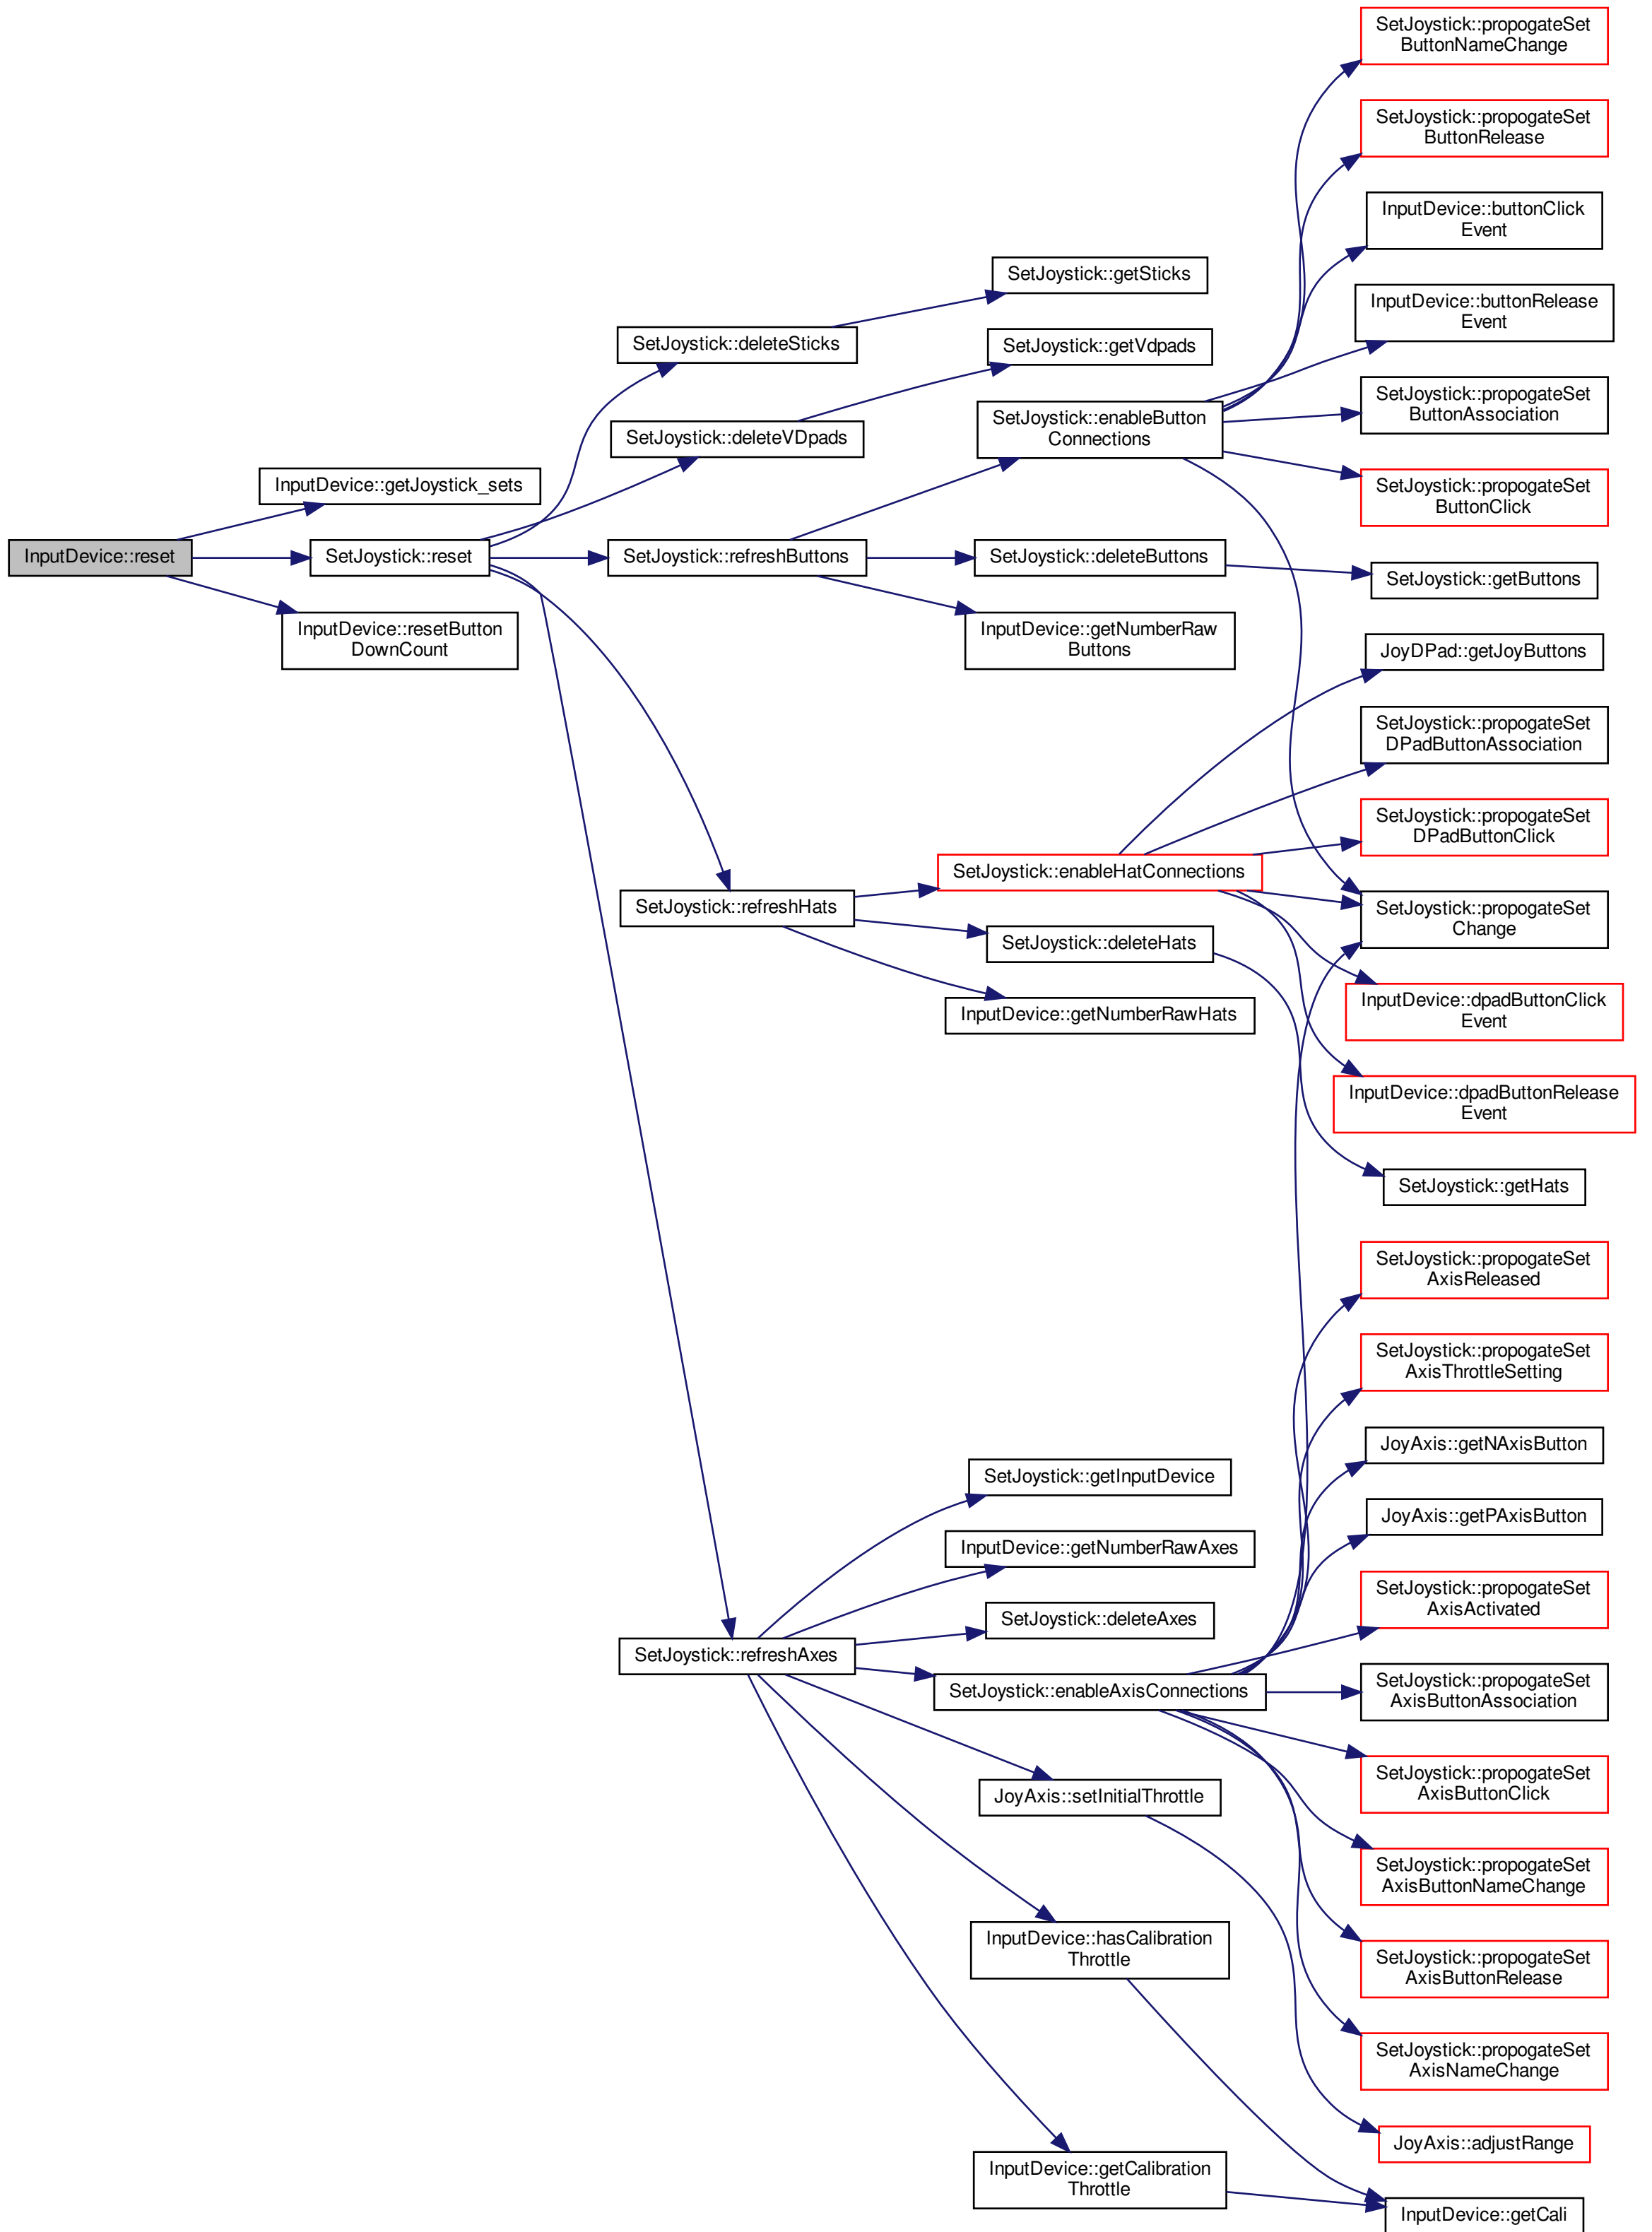 SetJoystick::propogateSet
ButtonNameChange
SetJoystick::propogateSet
ButtonRelease
InputDevice::buttonClick
Event
SetJoystick::getSticks
InputDevice::buttonRelease
Event
SetJoystick::deleteSticks
SetJoystick::getVdpads
SetJoystick::enableButton
Connections
SetJoystick::propogateSet
ButtonAssociation
SetJoystick::deleteVDpads
InputDevice::getJoystick_sets
SetJoystick::propogateSet
ButtonClick
InputDevice::reset
SetJoystick::reset
SetJoystick::refreshButtons
SetJoystick::deleteButtons
SetJoystick::getButtons
InputDevice::resetButton
DownCount
InputDevice::getNumberRaw
Buttons
JoyDPad::getJoyButtons
SetJoystick::propogateSet
DPadButtonAssociation
SetJoystick::propogateSet
DPadButtonClick
SetJoystick::enableHatConnections
SetJoystick::refreshHats
SetJoystick::propogateSet
Change
SetJoystick::deleteHats
InputDevice::getNumberRawHats
InputDevice::dpadButtonClick
Event
InputDevice::dpadButtonRelease
Event
SetJoystick::getHats
SetJoystick::propogateSet
AxisReleased
SetJoystick::propogateSet
AxisThrottleSetting
JoyAxis::getNAxisButton
SetJoystick::getInputDevice
JoyAxis::getPAxisButton
InputDevice::getNumberRawAxes
SetJoystick::propogateSet
AxisActivated
SetJoystick::deleteAxes
SetJoystick::refreshAxes
SetJoystick::enableAxisConnections
SetJoystick::propogateSet
AxisButtonAssociation
SetJoystick::propogateSet
AxisButtonClick
JoyAxis::setInitialThrottle
SetJoystick::propogateSet
AxisButtonNameChange
InputDevice::hasCalibration
Throttle
SetJoystick::propogateSet
AxisButtonRelease
SetJoystick::propogateSet
AxisNameChange
JoyAxis::adjustRange
InputDevice::getCalibration
Throttle
InputDevice::getCali